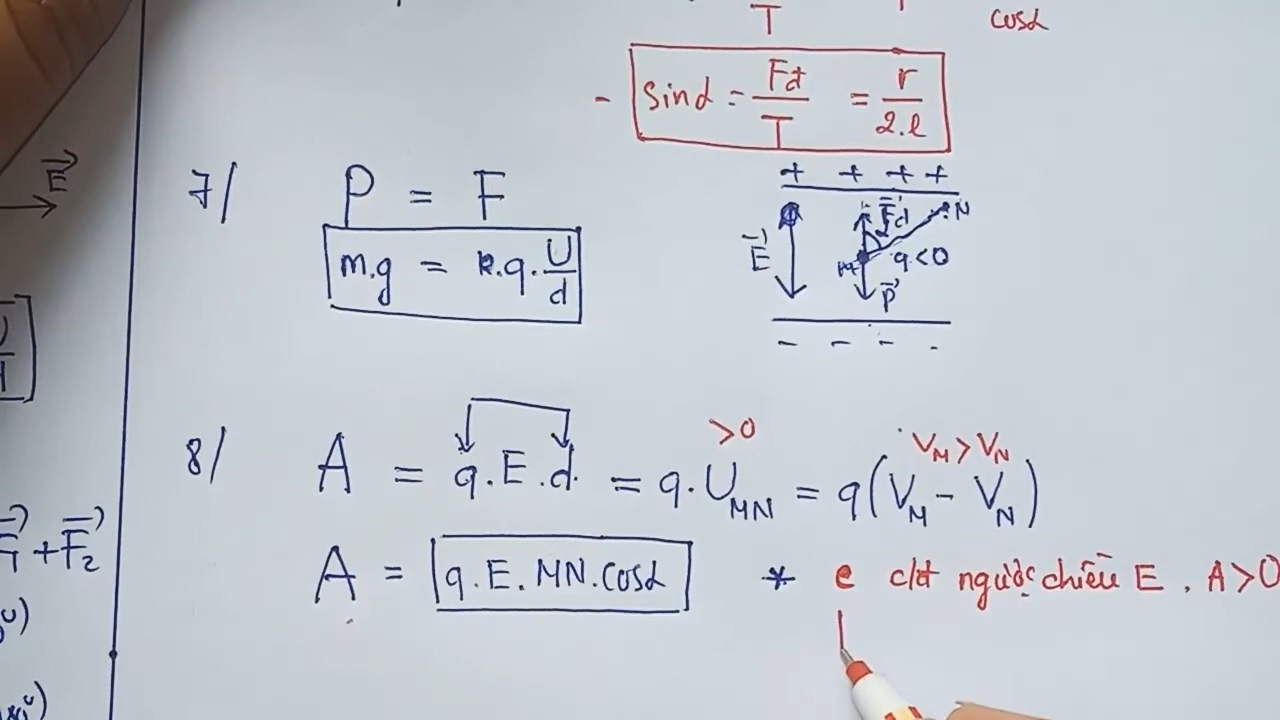 T
cosα
- Sinα = Fđ/T = r/2.l
E
7/ P = F
m.g = k.q.U/d
+ + + +
E Fđ α N
M q<0
P
- - - -
8/ A = q.E.d = q.U_MN = q(V_M - V_N)
>0 V_M > V_N
F₁ + F₂
A = q.E.MN.cosα * e c/đ ngược chiều E. A>0